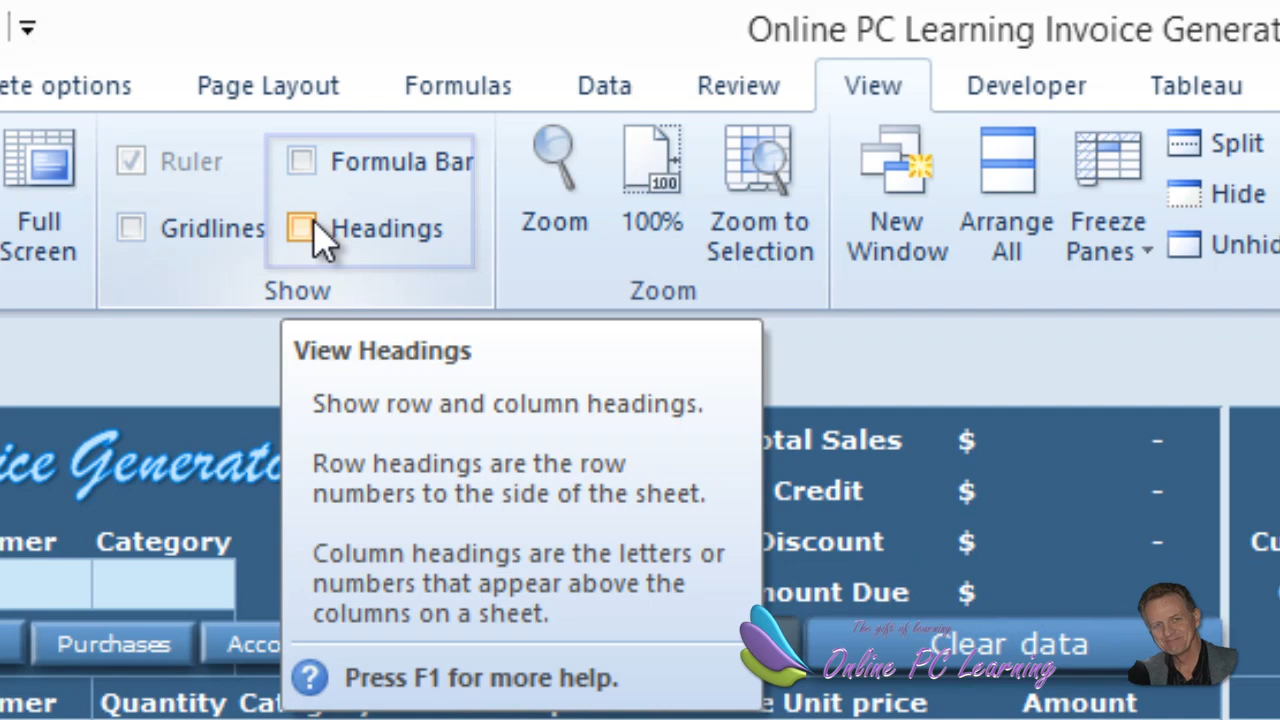 Online PC Learning Invoice Generat
ete options Page Layout Formulas Data Review View Developer Tableau
Ruler Formula Bar
Gridlines Headings
Full
Screen
Zoom
100%
100
Zoom to
Selection
New
Window
Arrange
All
Freeze
Panes
Split
Hide
Unhid
Show Zoom
View Headings
Show row and column headings.
Row headings are the row
numbers to the side of the sheet.
Column headings are the letters or
numbers that appear above the
columns on a sheet.
Press F1 for more help.
ice Generato
otal Sales $ -
Credit $ -
mer Category
Discount $ - Cu
mount Due $
Purchases Acco
Clear data
The gift of learning
Online PC Learning
mer Quantity Cat
e Unit price Amount